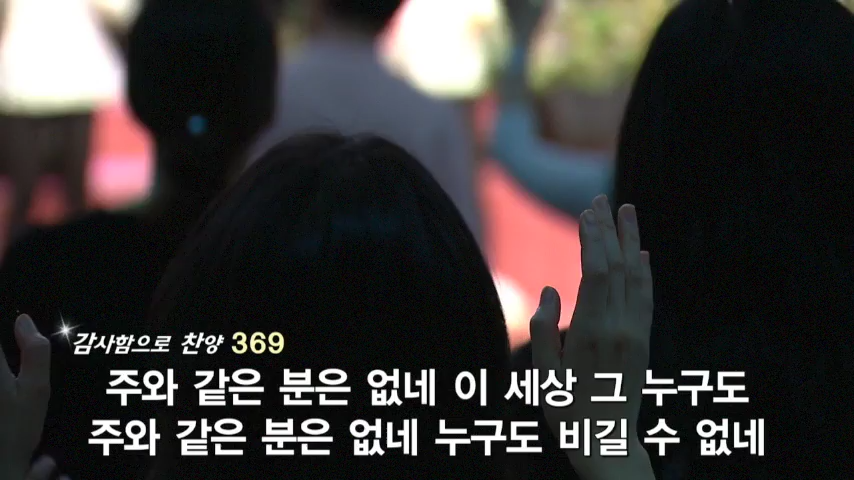 감사함으로 찬양 369
주와 같은 분은 없네 이 세상 그 누구도
주와 같은 분은 없네 누구도 비길 수 없네